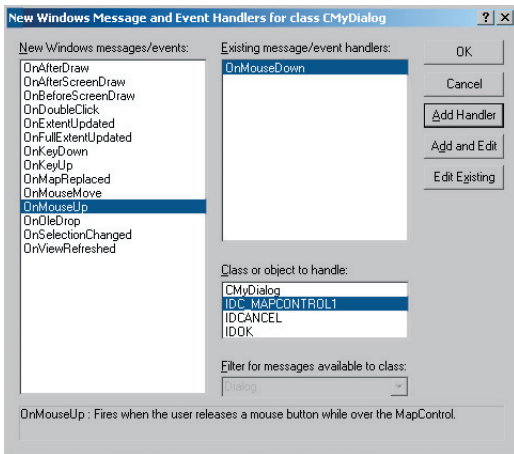 New Windows Message and Event Handlers for class CMyDialog
New Windows messages/events:
OnAfterDraw
OnAfterScreenDraw
OnBeforeScreenDraw
OnDoubleClick
OnExtentUpdated
OnFullExtentUpdated
OnKeyDown
OnKeyUp
OnMapReplaced
OnMouseMove
OnMouseUp
OnOleDrop
OnSelectionChanged
OnViewRefreshed
Existing message/event handlers:
OnMouseDown
Class or object to handle:
CMyDialog
IDC_MAPCONTROL1
IDCANCEL
IDOK
Filter for messages available to class:
Dialog
OK
Cancel
Add Handler
Add and Edit
Edit Existing
OnMouseUp : Fires when the user releases a mouse button while over the MapControl.